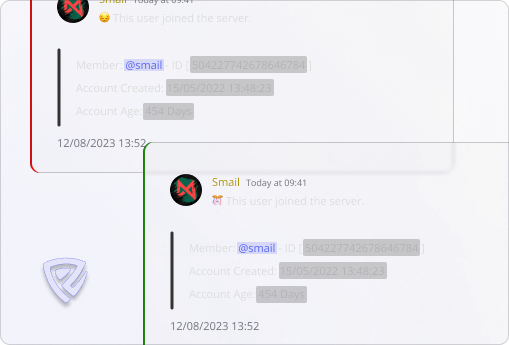 Smail Today at 09:41
😔 This user joined the server.
Member: @smail - ID [ 504227742678646784 ]
Account Created: 15/05/2022 13:48:23
Account Age: 454 Days
12/08/2023 13:52
Smail Today at 09:41
🎊 This user joined the server.
Member: @smail - ID [ 504227742678646784 ]
Account Created: 15/05/2022 13:48:23
Account Age: 454 Days
12/08/2023 13:52